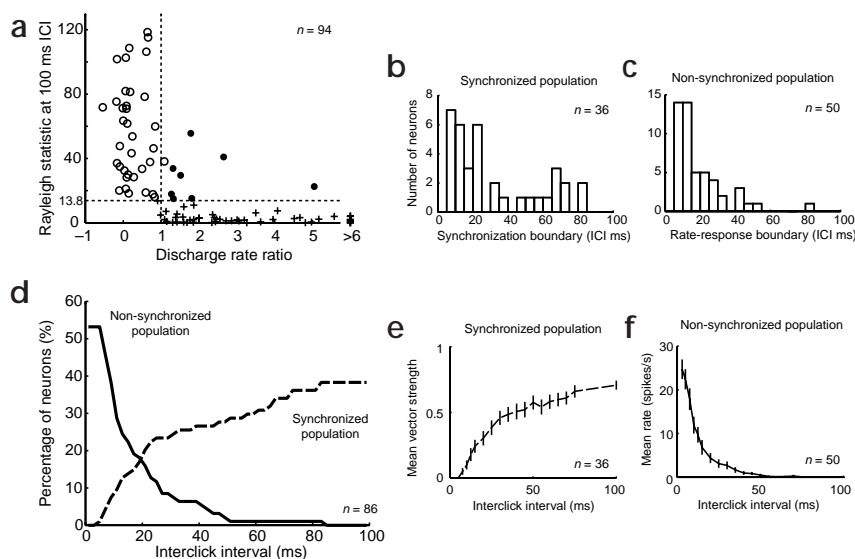 a
Rayleigh statistic at 100 ms ICI
120
80
40
13.8
n = 94
−1 0 1 2 3 4 5 >6
Discharge rate ratio
b
Synchronized population
Number of neurons
8
6
4
2
0
n = 36
20 40 60 80 100
Synchronization boundary (ICI ms)
c
Non-synchronized population
15
10
5
0
n = 50
0 20 40 60 80 100
Rate-response boundary (ICI ms)
d
Percentage of neurons (%)
60
50
40
30
20
10
0
Non-synchronized
population
Synchronized
population
n = 86
0 20 40 60 80 100
Interclick interval (ms)
e
Synchronized population
Mean vector strength
1
0.5
0
n = 36
0 50 100
Interclick interval (ms)
f
Non-synchronized population
Mean rate (spikes/s)
30
20
10
0
n = 50
0 50 100
Interclick interval (ms)